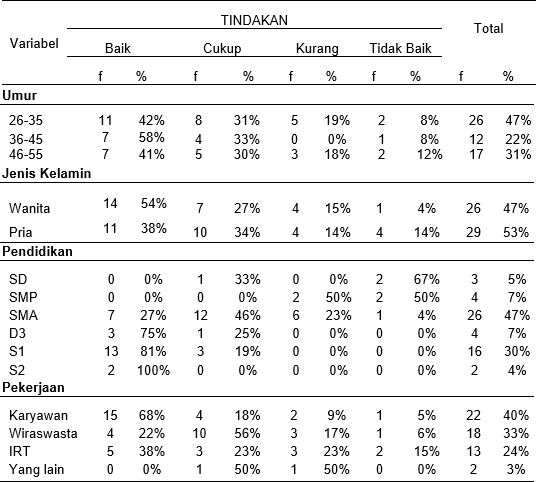 Variabel TINDAKAN Total
Baik Cukup Kurang Tidak Baik
f % f % f % f % f %
Umur
26-35 11 42% 8 31% 5 19% 2 8% 26 47%
36-45 7 58% 4 33% 0 0% 1 8% 12 22%
46-55 7 41% 5 30% 3 18% 2 12% 17 31%
Jenis Kelamin
Wanita 14 54% 7 27% 4 15% 1 4% 26 47%
Pria 11 38% 10 34% 4 14% 4 14% 29 53%
Pendidikan
SD 0 0% 1 33% 0 0% 2 67% 3 5%
SMP 0 0% 0 0% 2 50% 2 50% 4 7%
SMA 7 27% 12 46% 6 23% 1 4% 26 47%
D3 3 75% 1 25% 0 0% 0 0% 4 7%
S1 13 81% 3 19% 0 0% 0 0% 16 30%
S2 2 100% 0 0% 0 0% 0 0% 2 4%
Pekerjaan
Karyawan 15 68% 4 18% 2 9% 1 5% 22 40%
Wiraswasta 4 22% 10 56% 3 17% 1 6% 18 33%
IRT 5 38% 3 23% 3 23% 2 15% 13 24%
Yang lain 0 0% 1 50% 1 50% 0 0% 2 3%